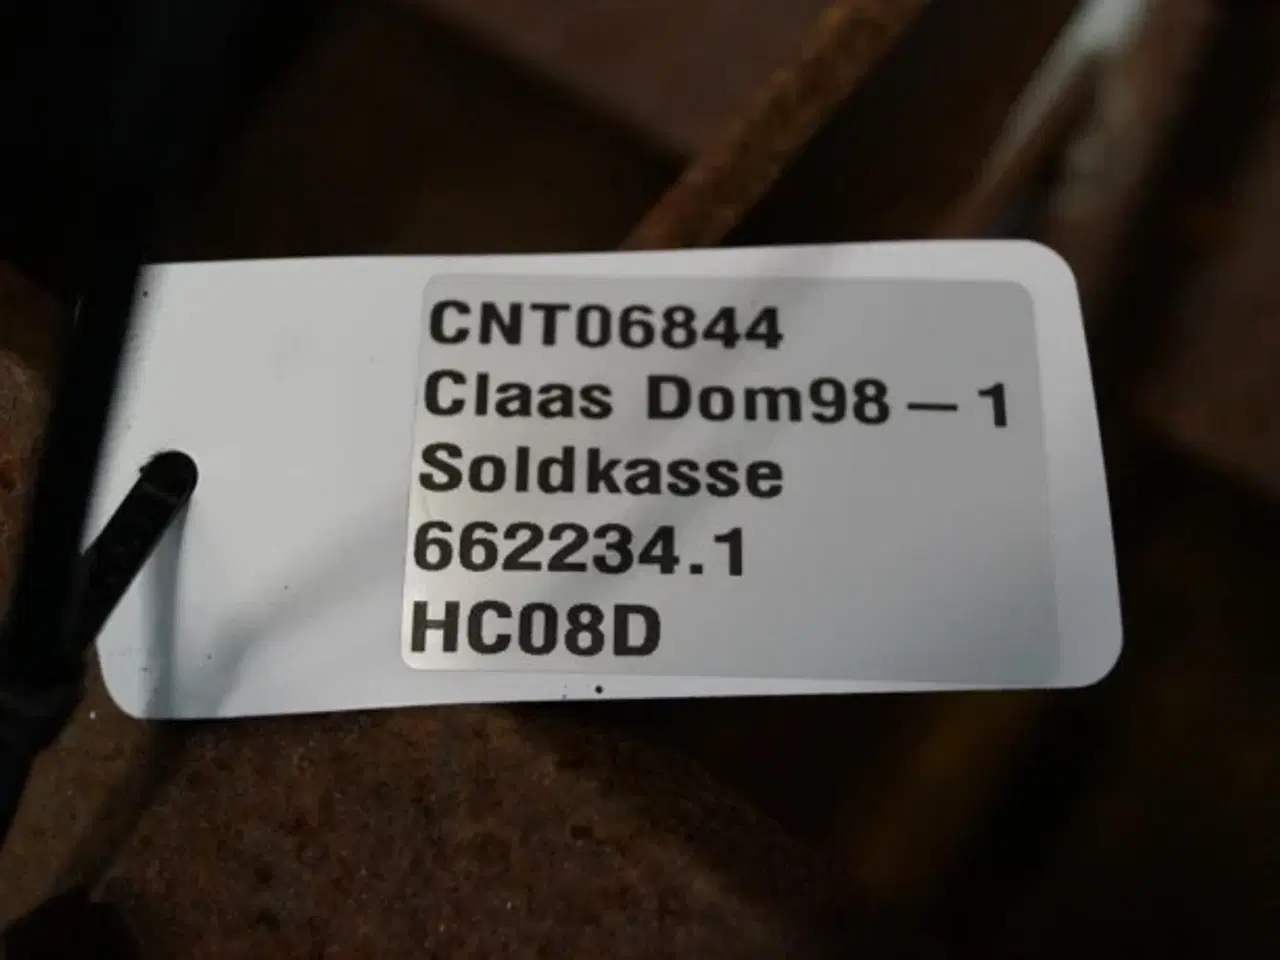 CNT06844
Claas Dom98-1
Soldkasse
662234.1
HC08D